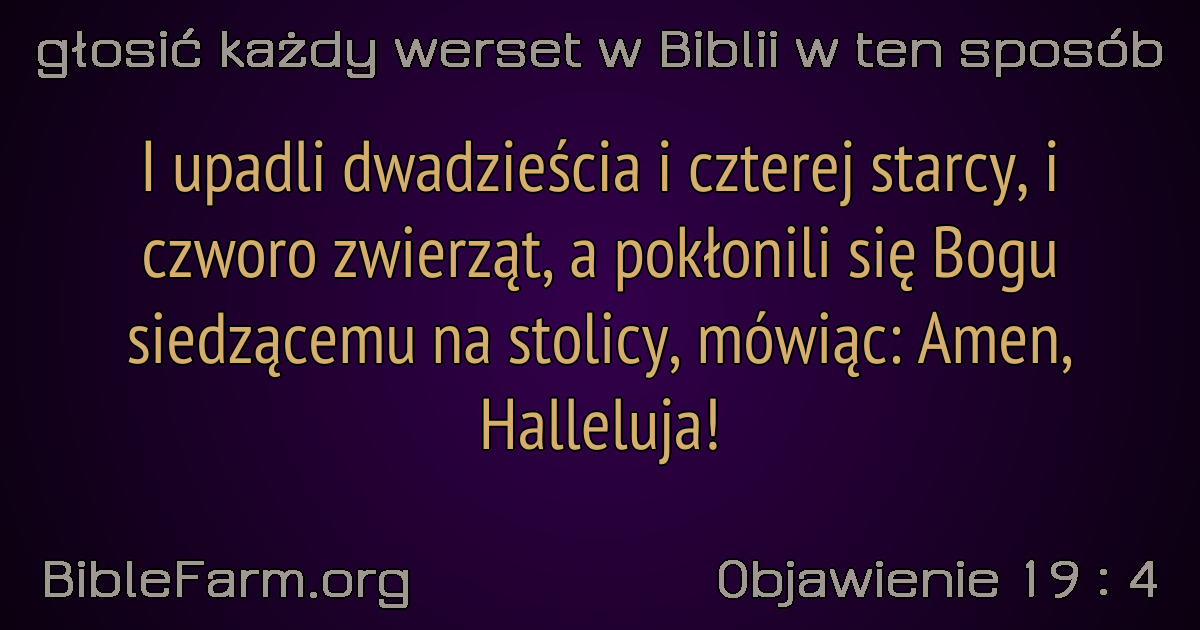 głosić każdy werset w Biblii w ten sposób
I upadli dwadzieścia i czterej starcy, i
czworo zwierząt, a pokłonili się Bogu
siedzącemu na stolicy, mówiąc: Amen,
Halleluja!
BibleFarm.org
Objawienie 19 : 4